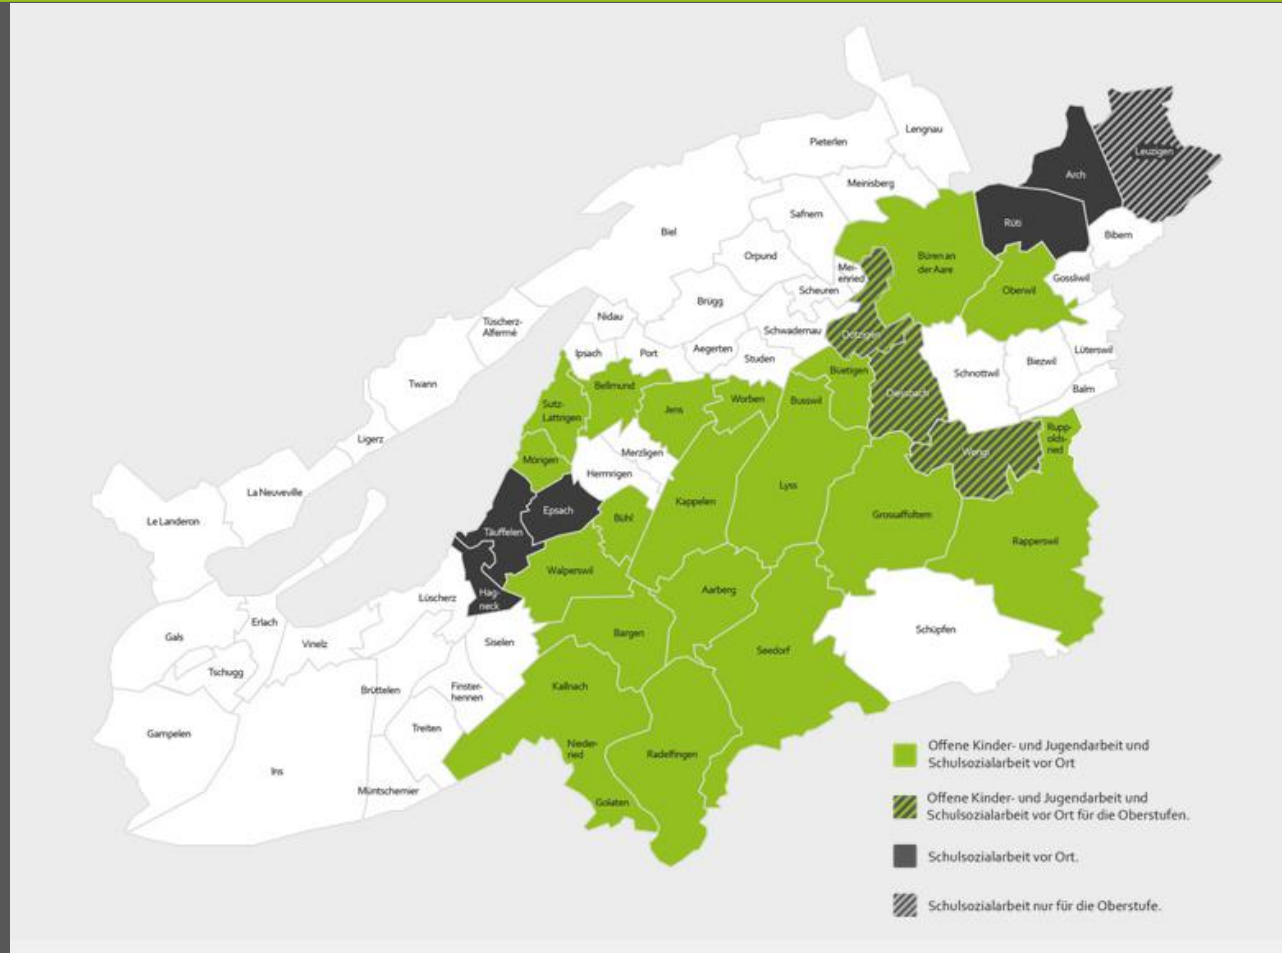 Lengnau
Pieterlen
Leuzigen
Arch
Meinisberg
Safnern
Rüti
Biel
Bibern
Orpund
Büren an
der Aare
Mei-
enried
Gossliwil
Scheuren
Oberwil
Brügg
Nidau
Tüscherz-
Alfermé
Schwadernau
Dotzigen
Aegerten
Lüterswil
Ipsach
Port
Studen
Biezwil
Büetigen
Schnottwil
Twann
Bellmund
Balm
Diessbach
Worben
Busswil
Sutz-
Lattrigen
Jens
Rupp-
olds-
ried
Ligerz
Merzligen
Wengi
Mörigen
Hermrigen
Lyss
La Neuveville
Kappelen
Epsach
Grossaffoltern
Bühl
Le Landeron
Täuffelen
Rapperswil
Walperswil
Aarberg
Hag-
neck
Lüscherz
Erlach
Schüpfen
Bargen
Gals
Siselen
Vinelz
Seedorf
Tschugg
Kallnach
Brüttelen
Finster-
hennen
Treiten
Gampelen
Niede-
ried
Radelfingen
Ins
Müntschemier
Golaten
Offene Kinder- und Jugendarbeit und
Schulsozialarbeit vor Ort
Offene Kinder- und Jugendarbeit und
Schulsozialarbeit vor Ort für die Oberstufen.
Schulsozialarbeit vor Ort.
Schulsozialarbeit nur für die Oberstufe.